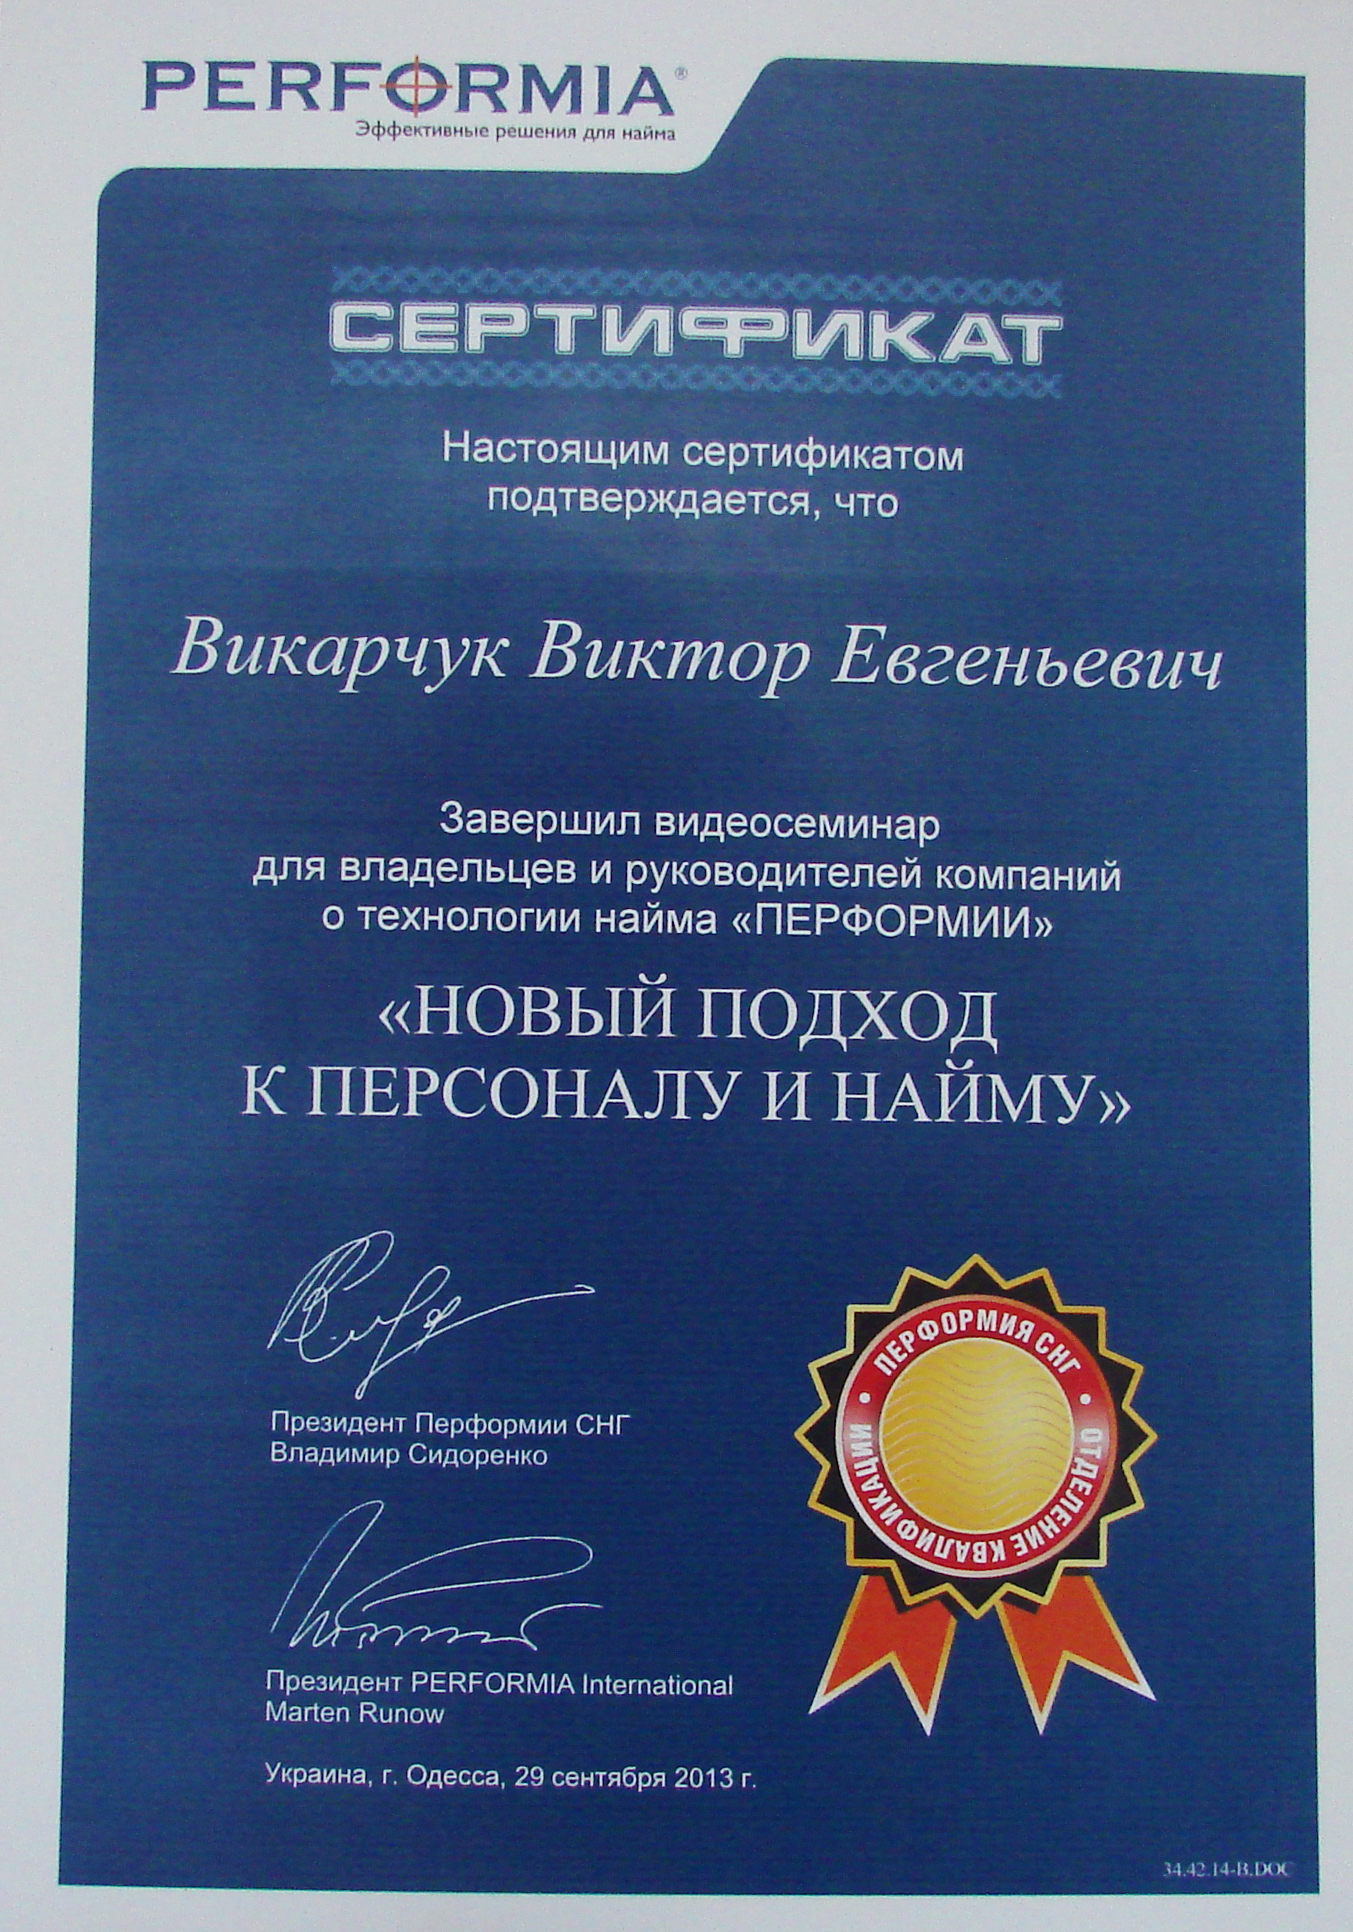 PERFORMIA®
Эффективные решения для найма
СЕРТИФИКАТ
Настоящим сертификатом
подтверждается, что
Викарчук Виктор Евгеньевич
Завершил видеосеминар
для владельцев и руководителей компаний
о технологии найма «ПЕРФОРМИИ»
«НОВЫЙ ПОДХОД
К ПЕРСОНАЛУ И НАЙМУ»
Президент Перформии СНГ
Владимир Сидоренко
ПЕРФОРМИЯ СНГ
ОТДЕЛЕНИЕ КВАЛИФИКАЦИИ
Президент PERFORMIA International
Marten Runow
Украина, г. Одесса, 29 сентября 2013 г.
34.42.14-B.DOC